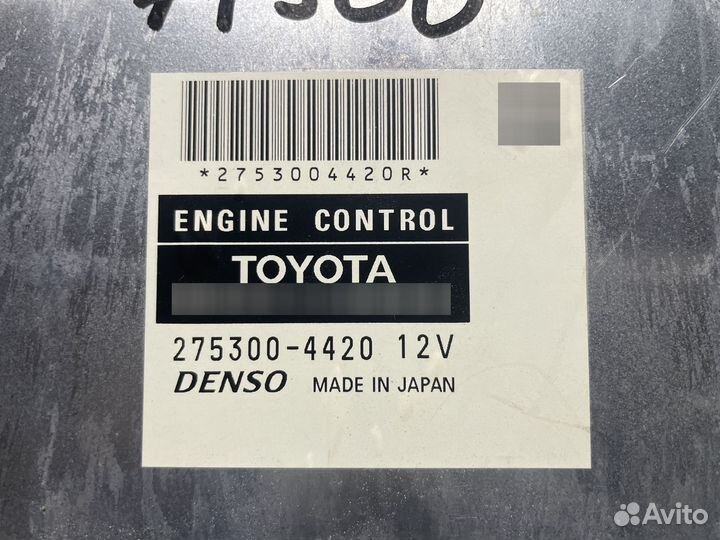 *2753004420R*
ENGINE CONTROL
TOYOTA
275300-4420 12V
DENSO MADE IN JAPAN
Avito